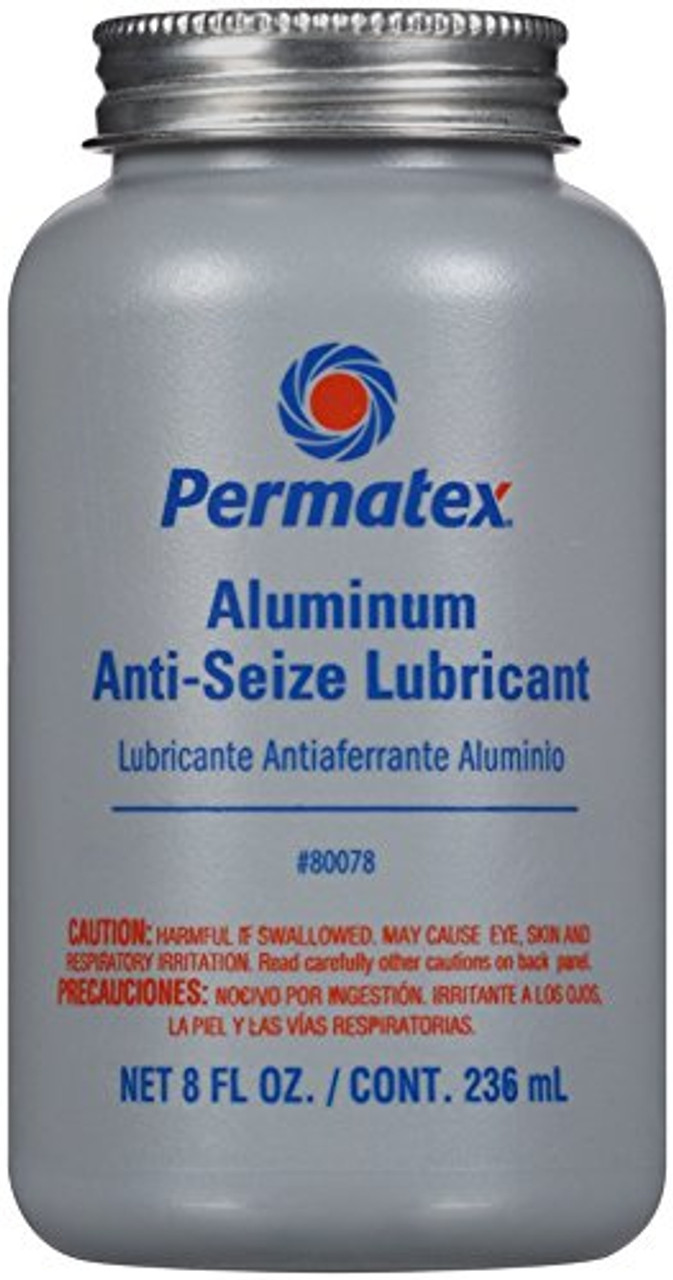 Permatex
Aluminum
Anti-Seize Lubricant
Lubricante Antiaferrante Aluminio
#80078
CAUTION: HARMFUL IF SWALLOWED. MAY CAUSE EYE, SKIN AND
RESPIRATORY IRRITATION. Read carefully other cautions on back panel.
PRECAUCIONES: NOCIVO POR INGESTIÓN. IRRITANTE A LOS OJOS,
LA PIEL Y LAS VÍAS RESPIRATORIAS.
NET 8 FL OZ. / CONT. 236 mL